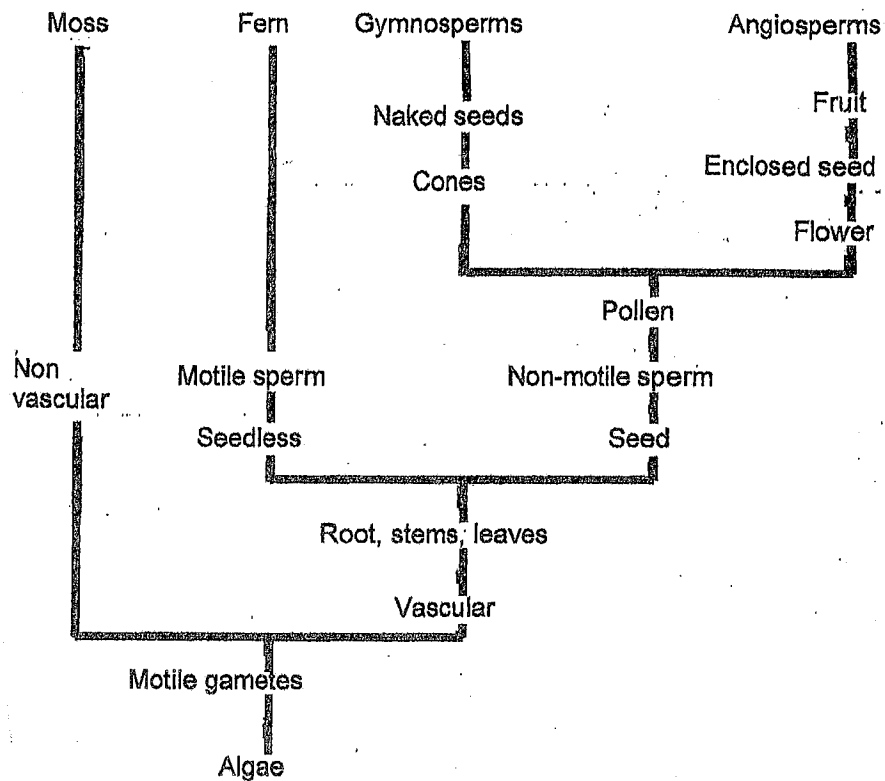 Moss Fern Gymnosperms Angiosperms
Fruit
Naked seeds
Enclosed seed
Cones
Flower
Pollen
Non
vascular
Motile sperm Non-motile sperm
Seedless Seed
Root, stems, leaves
Vascular
Motile gametes
Algae